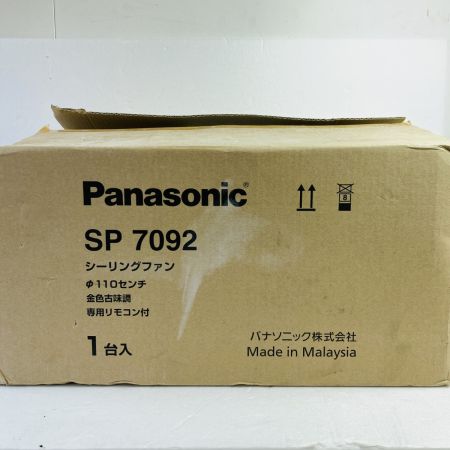 Panasonic®
SP 7092
シーリングファン
φ110センチ
金色古味調
専用リモコン付
1台入
8
パナソニック株式会社
Made in Malaysia